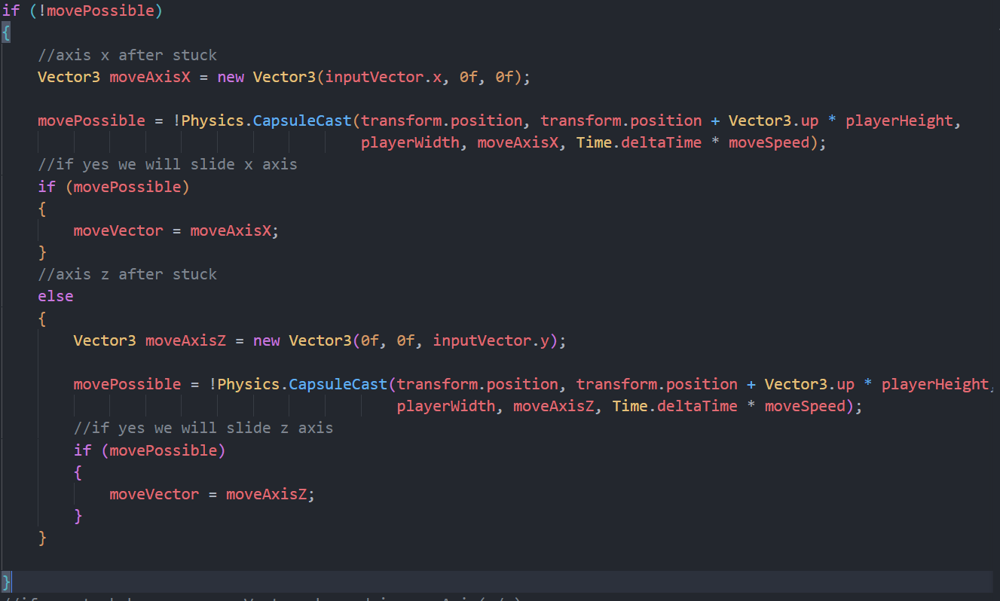 if (!movePossible)
{
//axis x after stuck
Vector3 moveAxisX = new Vector3(inputVector.x, 0f, 0f);
movePossible = !Physics.CapsuleCast(transform.position, transform.position + Vector3.up * playerHeight,
playerWidth, moveAxisX, Time.deltaTime * moveSpeed);
//if yes we will slide x axis
if (movePossible)
{
moveVector = moveAxisX;
}
//axis z after stuck
else
{
Vector3 moveAxisZ = new Vector3(0f, 0f, inputVector.y);
movePossible = !Physics.CapsuleCast(transform.position, transform.position + Vector3.up * playerHeight,
playerWidth, moveAxisZ, Time.deltaTime * moveSpeed);
//if yes we will slide z axis
if (movePossible)
{
moveVector = moveAxisZ;
}
}
}